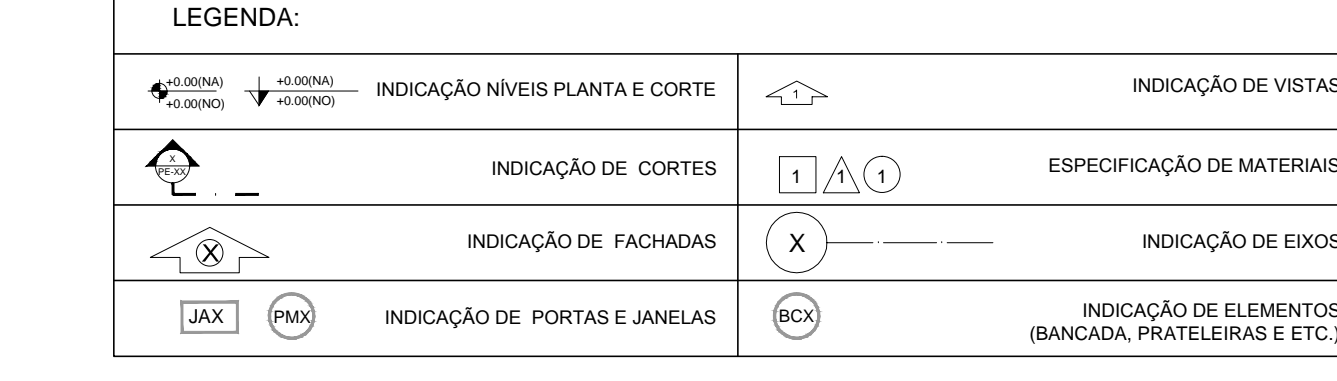 LEGENDA:
+0.00(NA) +0.00(NA) INDICAÇÃO NÍVEIS PLANTA E CORTE
+0.00(NO) +0.00(NO)
1 INDICAÇÃO DE VISTAS
X
PE-XX INDICAÇÃO DE CORTES
1 1 1 ESPECIFICAÇÃO DE MATERIAIS
X INDICAÇÃO DE FACHADAS
X INDICAÇÃO DE EIXOS
JAX PMX INDICAÇÃO DE PORTAS E JANELAS
BCX INDICAÇÃO DE ELEMENTOS
(BANCADA, PRATELEIRAS E ETC.)